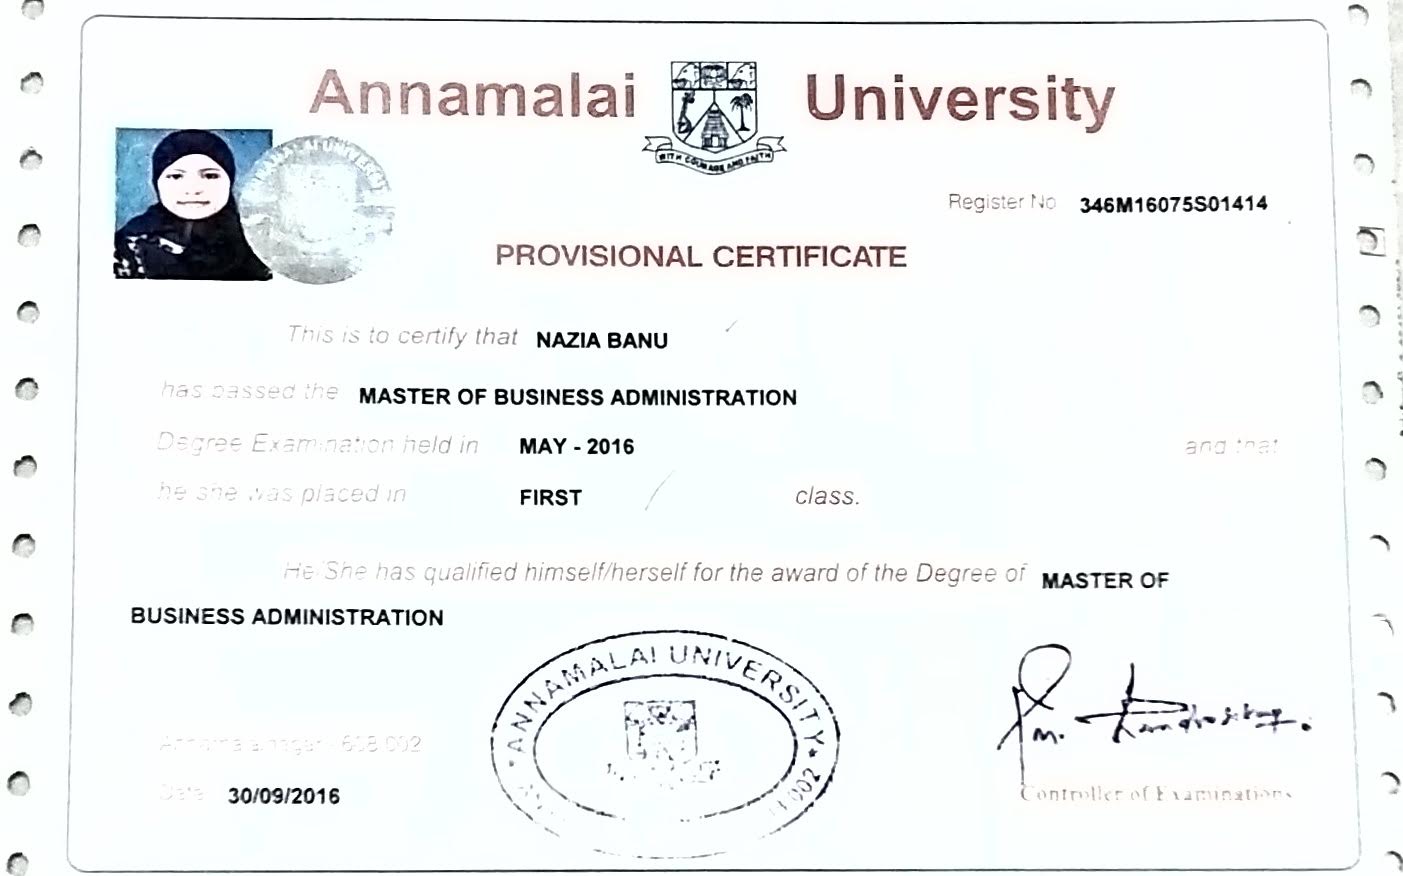 Annamalai University
WITH COURAGE AND FAITH
ANNAMALAI UNIVERSITY
Register No 346M16075S01414
PROVISIONAL CERTIFICATE
This is to certify that NAZIA BANU
has passed the MASTER OF BUSINESS ADMINISTRATION
Degree Examination held in MAY - 2016 and that
he she was placed in FIRST class.
He/She has qualified himself/herself for the award of the Degree of MASTER OF
BUSINESS ADMINISTRATION
ANNAMALAI UNIVERSITY
Annamalainagar - 608 002
Date 30/09/2016
Controller of Examinations